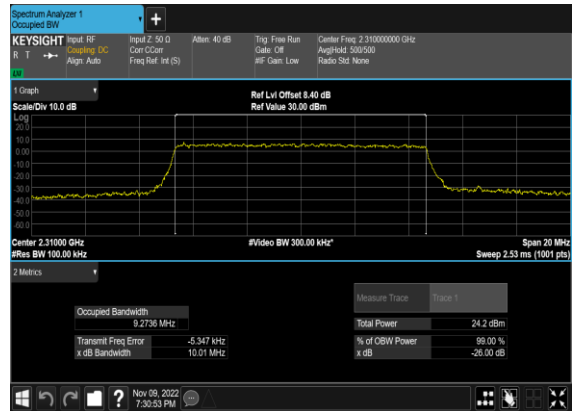 Spectrum Analyzer 1
Occupied BW
+
KEYSIGHT Input: RF Input Z: 50 Ω Atten: 40 dB Trig: Free Run Center Freq: 2.310000000 GHz
R T Coupling: DC Corr CCorr Gate: Off Avg|Hold: 500/500
Align: Auto Freq Ref: Int (S) #IF Gain: Low Radio Std: None
LW
1 Graph
Ref Lvl Offset 8.40 dB
Scale/Div 10.0 dB Ref Value 30.00 dBm
Log
20.0
10.0
0.00
-10.0
-20.0
-30.0
-40.0
-50.0
-60.0
Center 2.31000 GHz #Video BW 300.00 kHz* Span 20 MHz
#Res BW 100.00 kHz Sweep 2.53 ms (1001 pts)
2 Metrics
Measure Trace Trace 1
Occupied Bandwidth
9.2736 MHz Total Power 24.2 dBm
Transmit Freq Error -5.347 kHz % of OBW Power 99.00 %
x dB Bandwidth 10.01 MHz x dB -26.00 dB
? Nov 09, 2022
7:30:53 PM